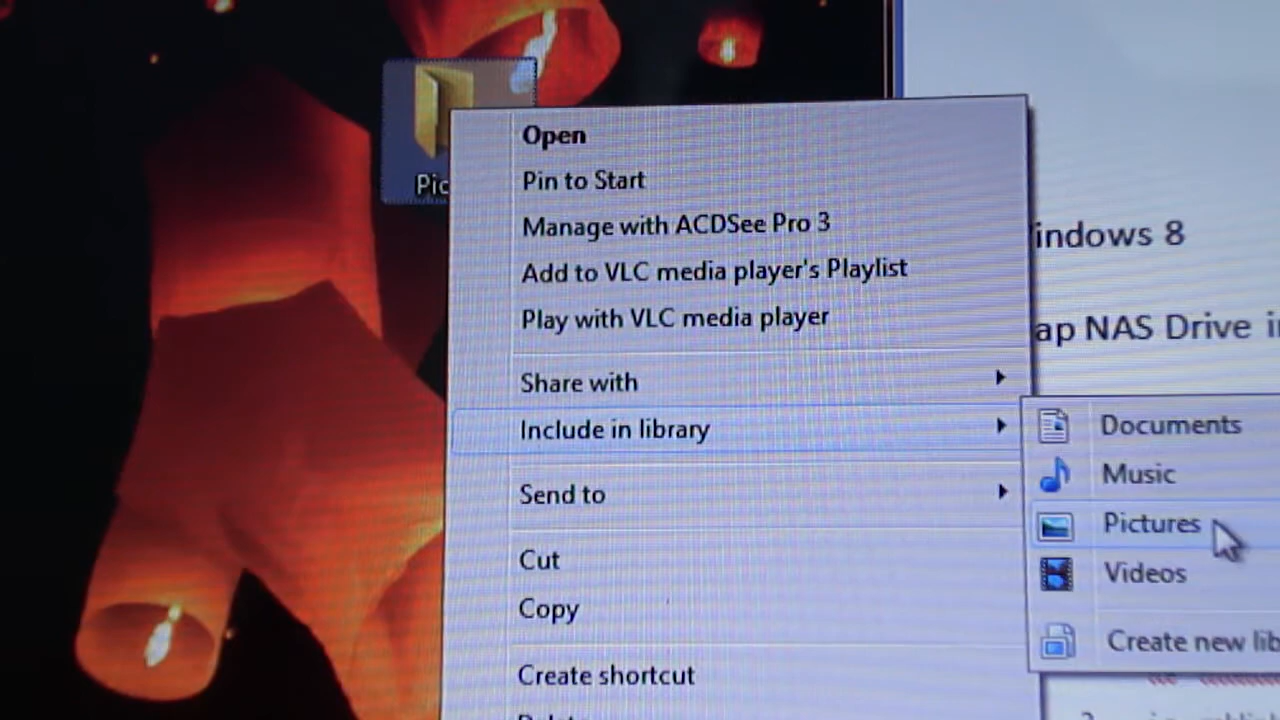 Pic
Open
Pin to Start
Manage with ACDSee Pro 3
Add to VLC media player's Playlist
Play with VLC media player
Share with
Include in library
Send to
Cut
Copy
Create shortcut
Documents
Music
Pictures
Videos
Create new lib
indows 8
ap NAS Drive i